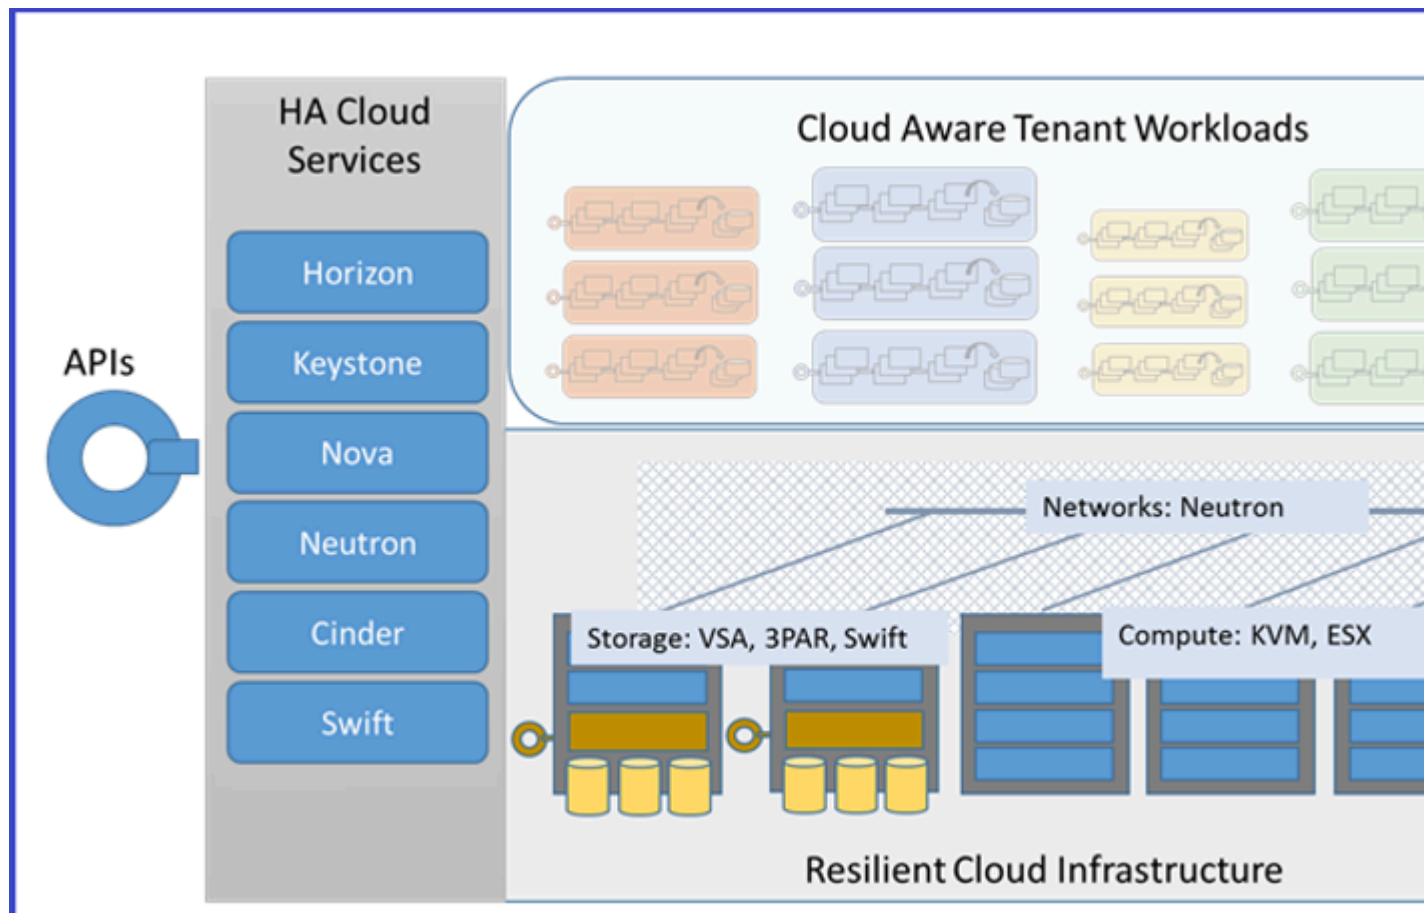 HA Cloud
Services
Horizon
Keystone
Nova
Neutron
Cinder
Swift
APIs
Cloud Aware Tenant Workloads
Networks: Neutron
Storage: VSA, 3PAR, Swift
Compute: KVM, ESX
Resilient Cloud Infrastructure